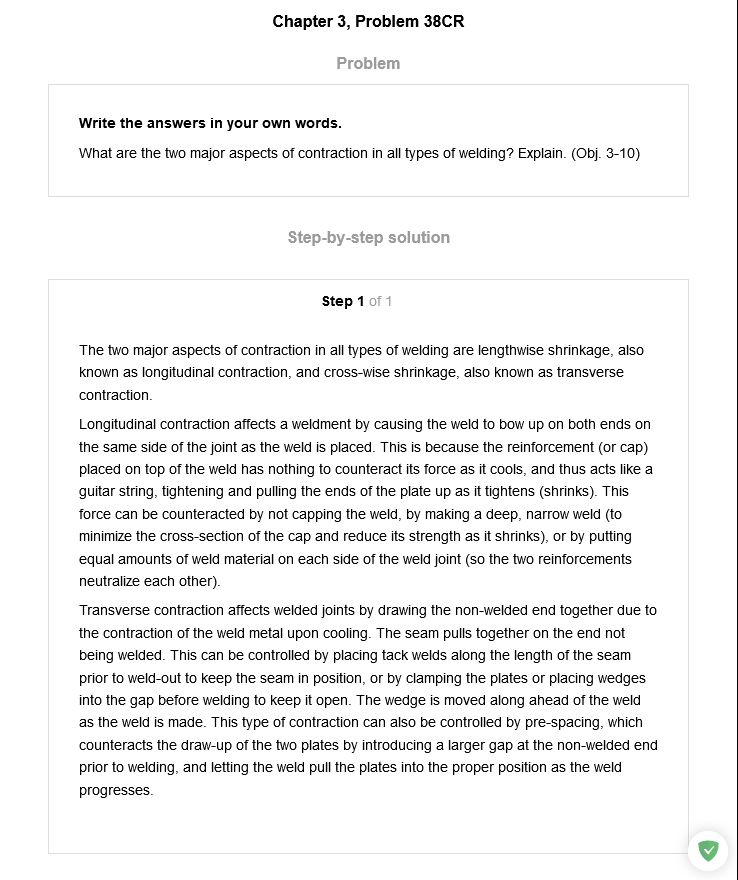 Chapter 3, Problem 38CR
Problem
Write the answers in your own words.
What are the two major aspects of contraction in all types of welding? Explain. (Obj. 3-10)
Step-by-step solution
Step 1 of 1
The two major aspects of contraction in all types of welding are lengthwise shrinkage, also
known as longitudinal contraction, and cross-wise shrinkage, also known as transverse
contraction.
Longitudinal contraction affects a weldment by causing the weld to bow up on both ends on
the same side of the joint as the weld is placed. This is because the reinforcement (or cap)
placed on top of the weld has nothing to counteract its force as it cools, and thus acts like a
guitar string, tightening and pulling the ends of the plate up as it tightens (shrinks). This
force can be counteracted by not capping the weld, by making a deep, narrow weld (to
minimize the cross-section of the cap and reduce its strength as it shrinks), or by putting
equal amounts of weld material on each side of the weld joint (so the two reinforcements
neutralize each other).
Transverse contraction affects welded joints by drawing the non-welded end together due to
the contraction of the weld metal upon cooling. The seam pulls together on the end not
being welded. This can be controlled by placing tack welds along the length of the seam
prior to weld-out to keep the seam in position, or by clamping the plates or placing wedges
into the gap before welding to keep it open. The wedge is moved along ahead of the weld
as the weld is made. This type of contraction can also be controlled by pre-spacing, which
counteracts the draw-up of the two plates by introducing a larger gap at the non-welded end
prior to welding, and letting the weld pull the plates into the proper position as the weld
progresses.